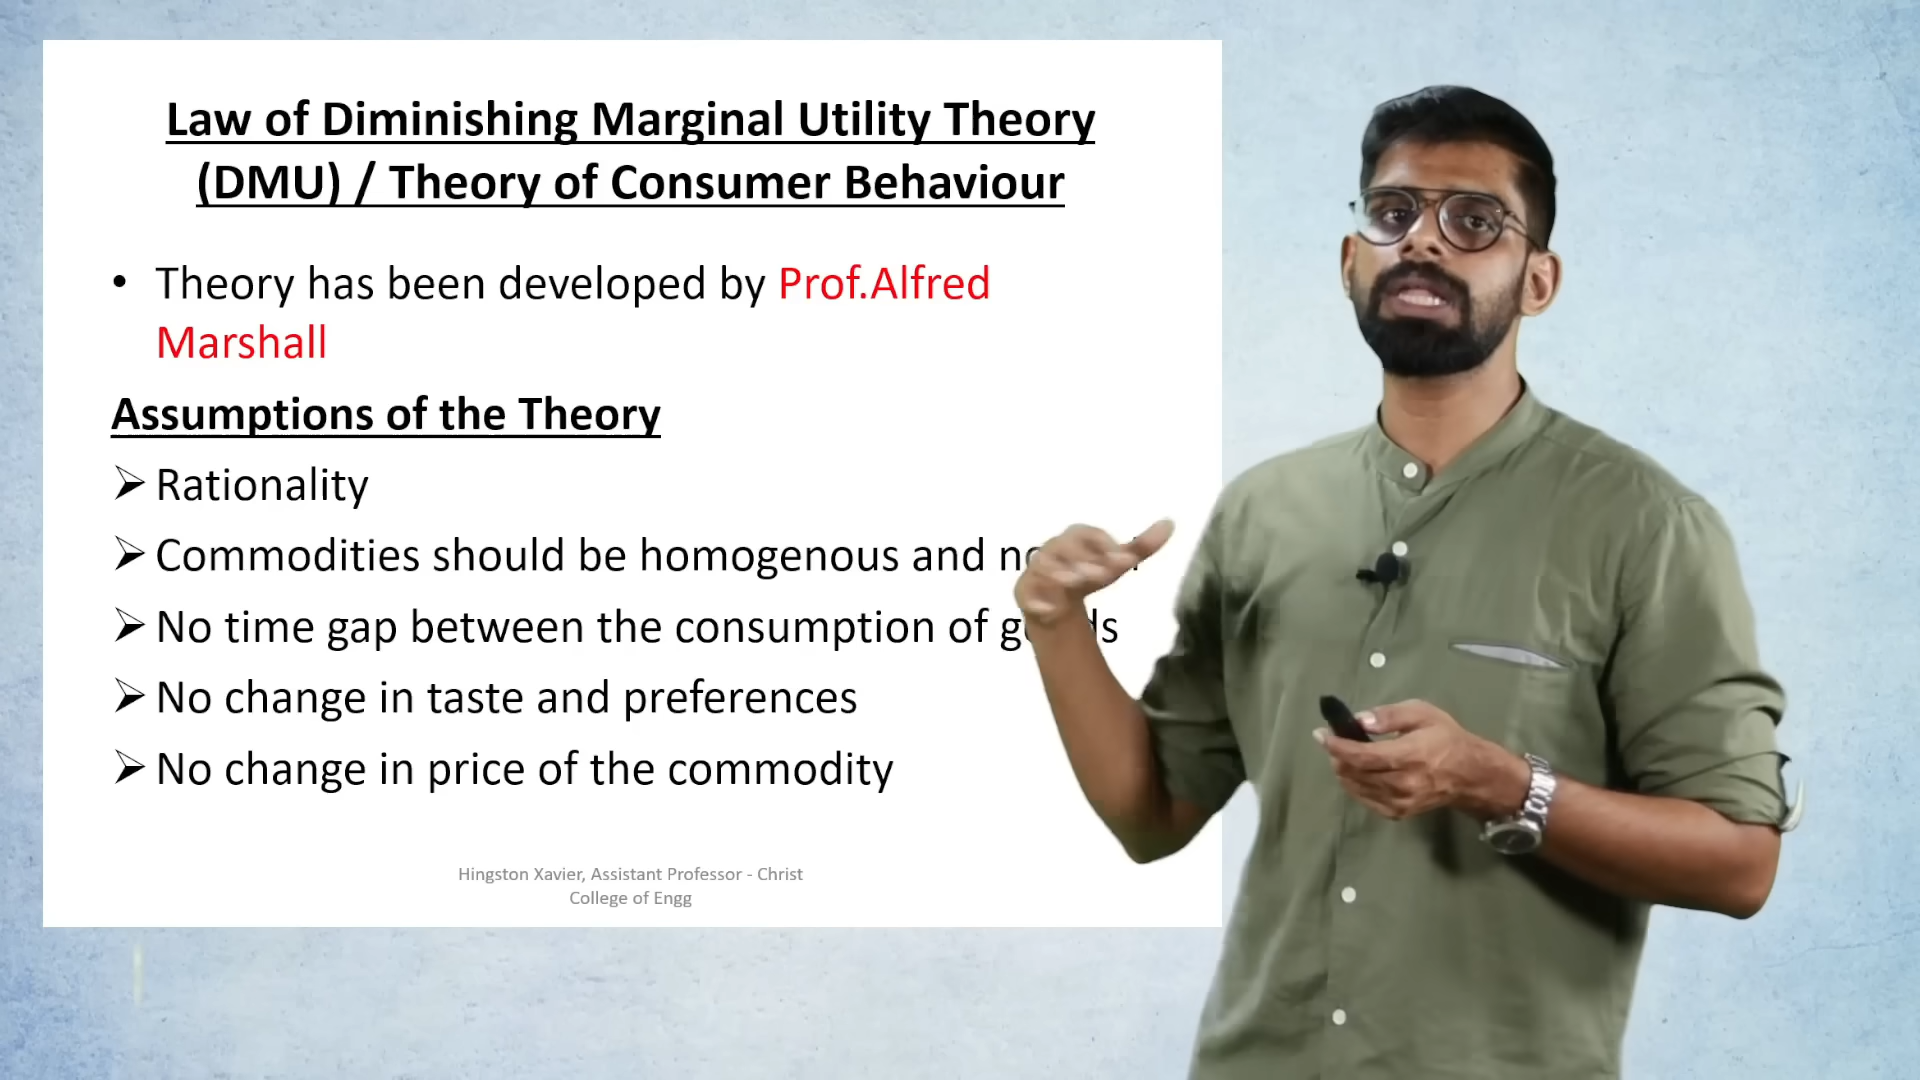 Law of Diminishing Marginal Utility Theory
(DMU) / Theory of Consumer Behaviour
• Theory has been developed by Prof.Alfred
Marshall
Assumptions of the Theory
➢ Rationality
➢ Commodities should be homogenous and
➢ No time gap between the consumption of
➢ No change in taste and preferences
➢ No change in price of the commodity
Hingston Xavier, Assistant Professor - Christ
College of Engg